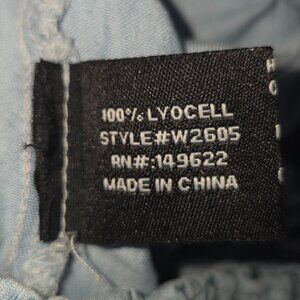 100% LYOCELL
STYLE#W2605
RN#:149622
MADE IN CHINA